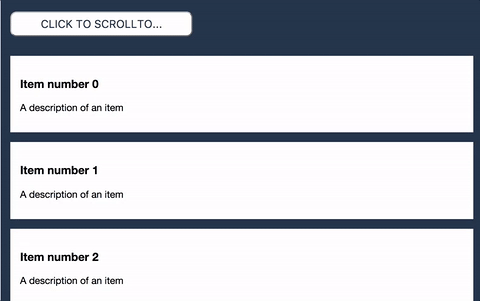 CLICK TO SCROLLTO...
Item number 0
A description of an item
Item number 1
A description of an item
Item number 2
A description of an item